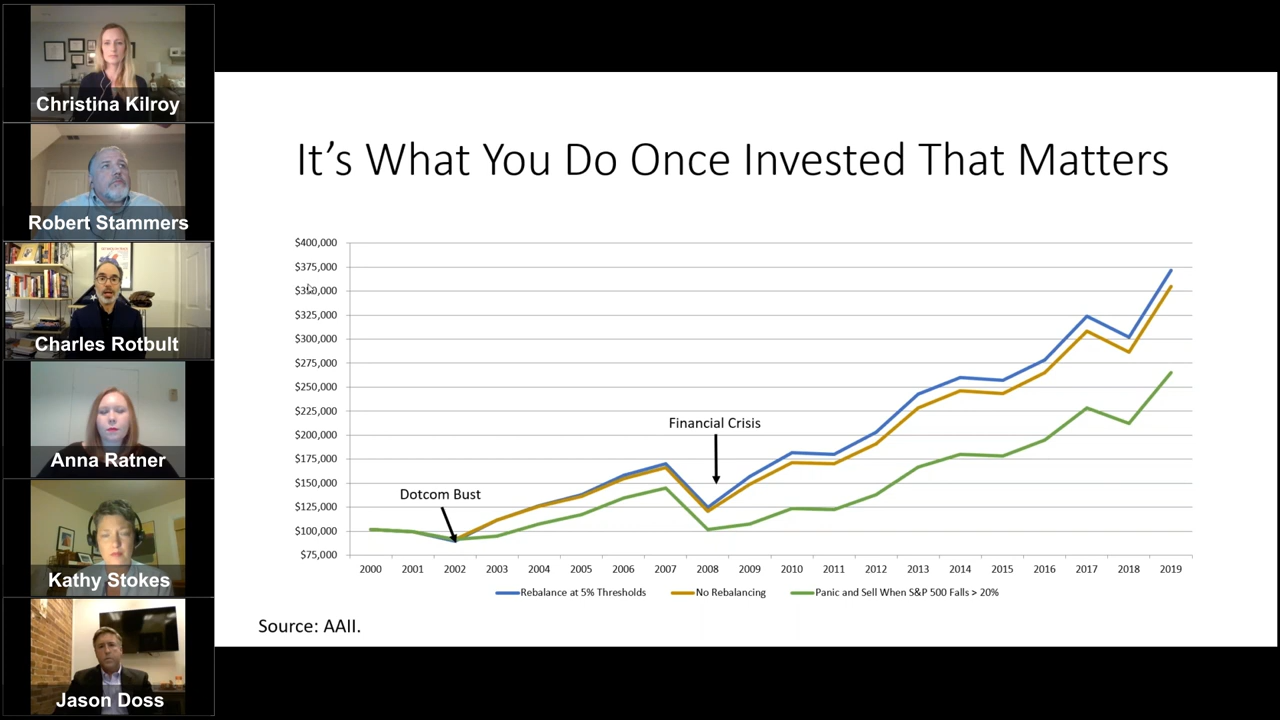 Christina Kilroy
Robert Stammers
Charles Rotbult
Anna Ratner
Kathy Stokes
Jason Doss
It's What You Do Once Invested That Matters
$400,000
$375,000
$350,000
$325,000
$300,000
$275,000
$250,000
$225,000
$200,000
$175,000
$150,000
$125,000
$100,000
$75,000
Financial Crisis
Dotcom Bust
2000 2001 2002 2003 2004 2005 2006 2007 2008 2009 2010 2011 2012 2013 2014 2015 2016 2017 2018 2019
Rebalance at 5% Thresholds No Rebalancing Panic and Sell When S&P 500 Falls > 20%
Source: AAII.